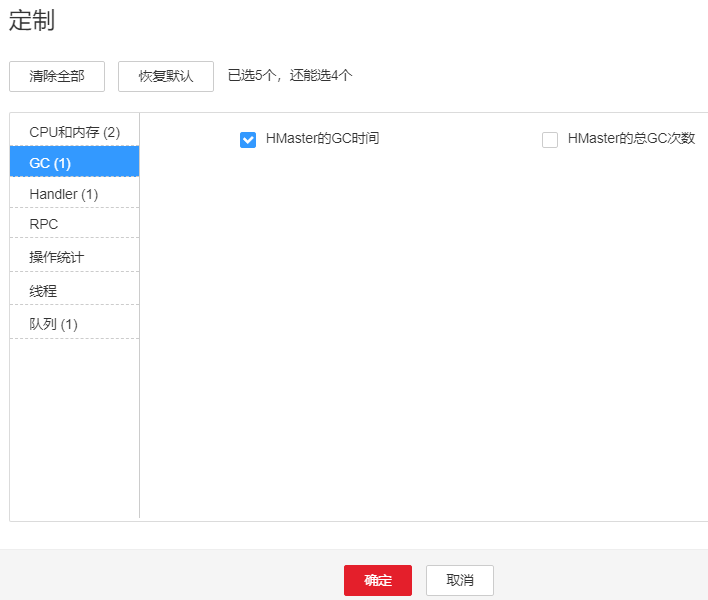 定制
清除全部 恢复默认 已选5个，还能选4个
CPU和内存 (2)
GC (1)
Handler (1)
RPC
操作统计
线程
队列 (1)
HMaster的GC时间 HMaster的总GC次数
确定 取消